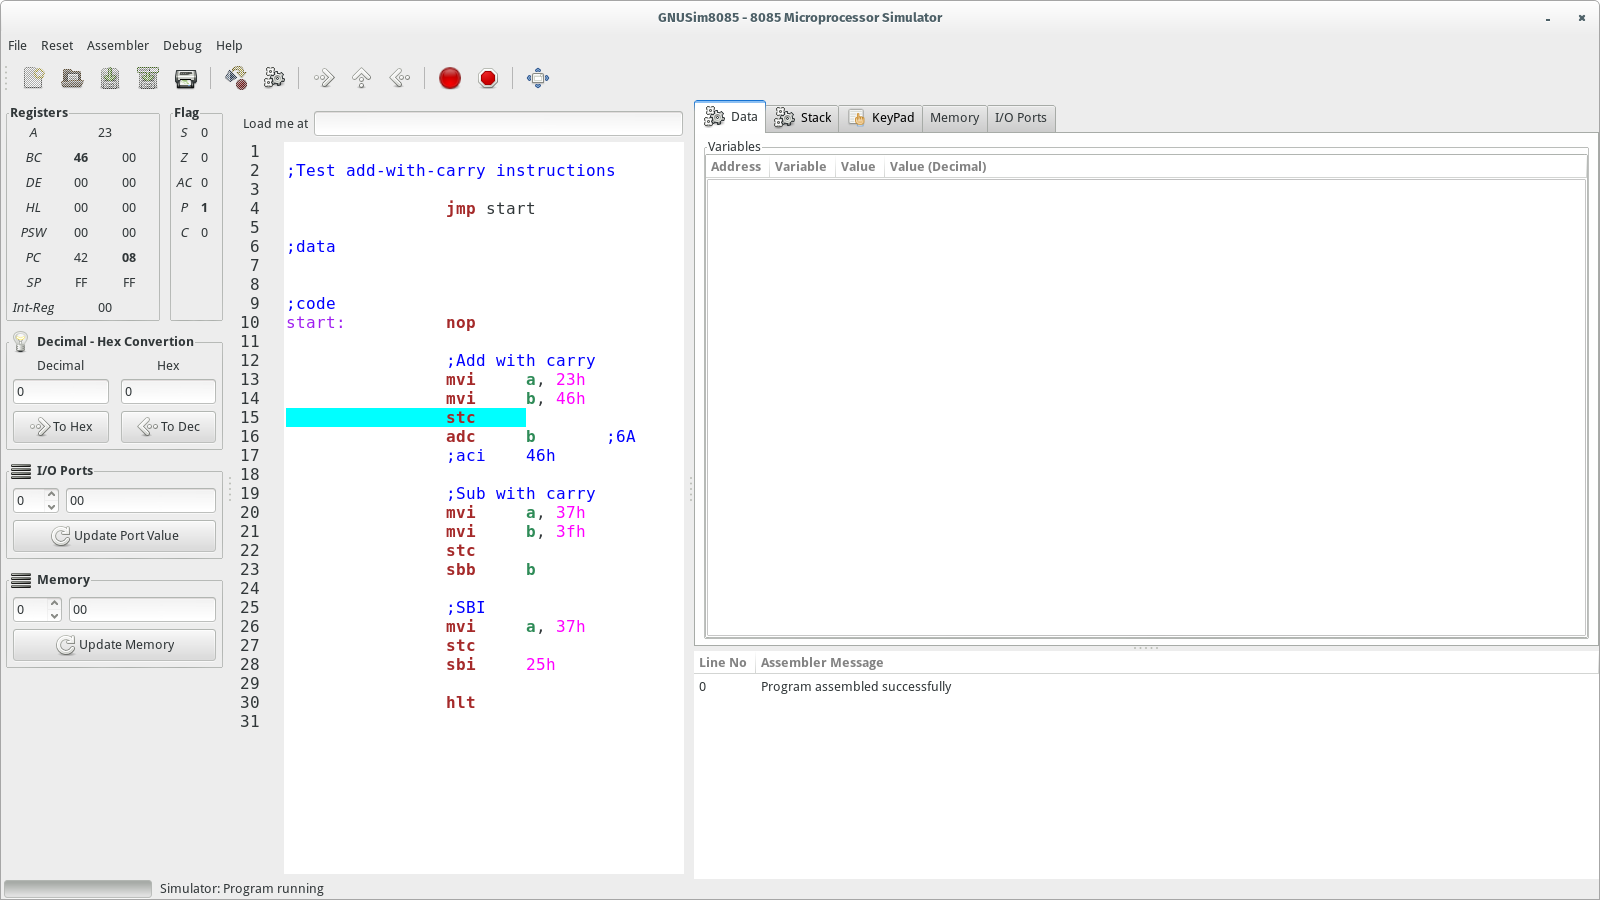 GNUSim8085 - 8085 Microprocessor Simulator
File Reset Assembler Debug Help
Registers
A 23
BC 46 00
DE 00 00
HL 00 00
PSW 00 00
PC 42 08
SP FF FF
Int-Reg 00
Flag
S 0
Z 0
AC 0
P 1
C 0
Decimal - Hex Convertion
Decimal Hex
0 0
To Hex To Dec
I/O Ports
0 00
Update Port Value
Memory
0 00
Update Memory
Load me at
1
2 ;Test add-with-carry instructions
3
4 jmp start
5
6 ;data
7
8
9 ;code
10 start: nop
11
12 ;Add with carry
13 mvi a, 23h
14 mvi b, 46h
15 stc
16 adc b ;6A
17 ;aci 46h
18
19 ;Sub with carry
20 mvi a, 37h
21 mvi b, 3fh
22 stc
23 sbb b
24
25 ;SBI
26 mvi a, 37h
27 stc
28 sbi 25h
29
30 hlt
31
Data Stack KeyPad Memory I/O Ports
Variables
Address Variable Value Value (Decimal)
Line No Assembler Message
0 Program assembled successfully
Simulator: Program running